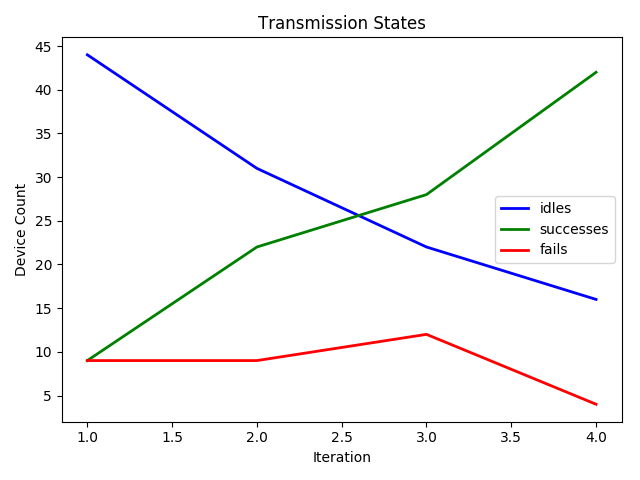 Transmission States
45
40
35
30
25
20
15
10
5
Device Count
idles
successes
fails
1.0 1.5 2.0 2.5 3.0 3.5 4.0
Iteration